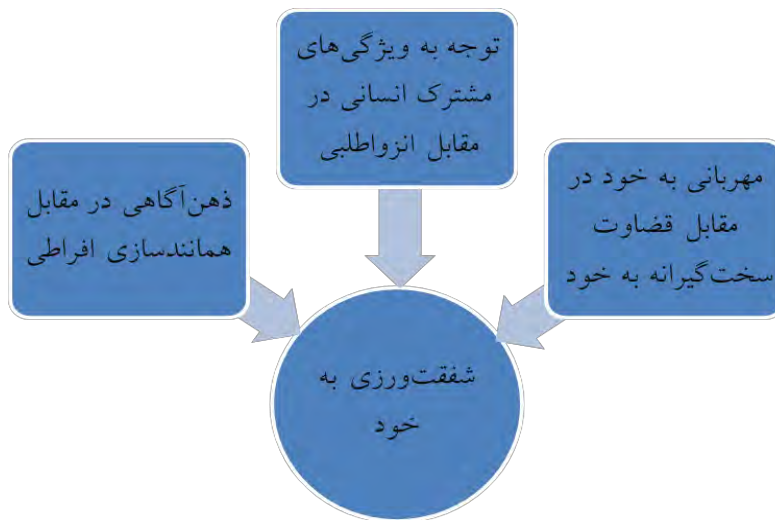 توجه به ویژگی‌های
مشترک انسانی در
مقابل انزواطلبی
مهربانی به خود در
مقابل قضاوت
سخت‌گیرانه به خود
ذهن‌آگاهی در مقابل
همانندسازی افراطی
شفقت‌ورزی به
خود